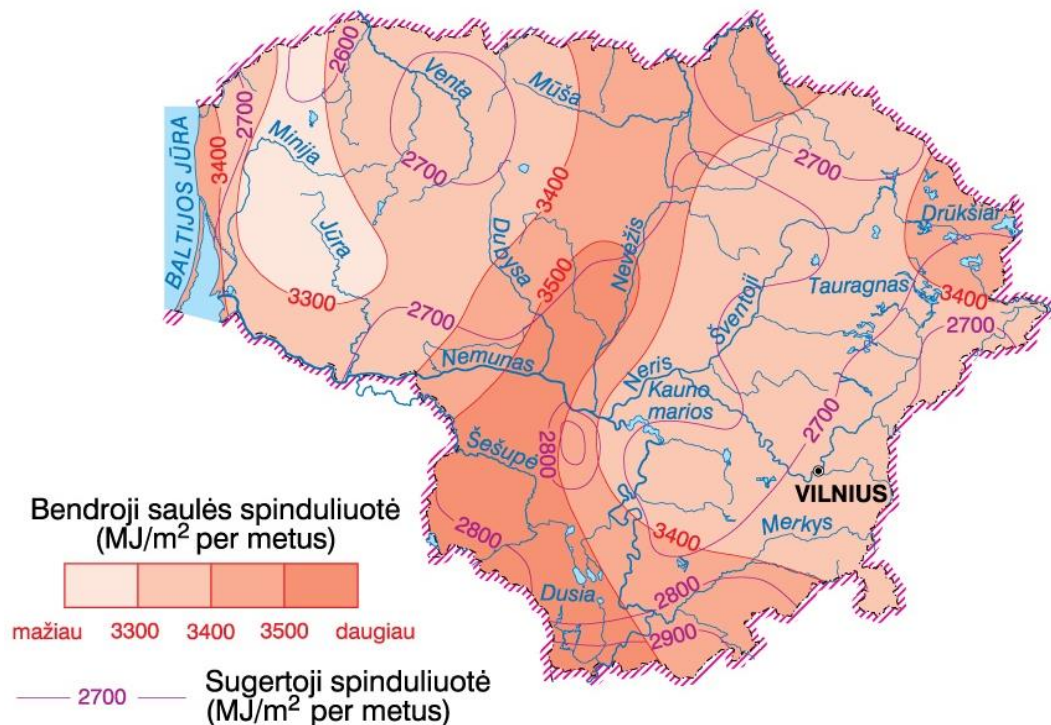 2600
Venta
Mūša
2700
Minija
2700
2700
BALTIJOS JŪRA
3400
3400
Drūkšiai
Jūra
Dubysa
Nevėžis
3500
Šventoji
Tauragnas
3300
3400
2700
2700
Nemunas
Neris
Kauno
marios
2700
2800
Šešupė
VILNIUS
Bendroji saulės spinduliuotė
(MJ/m² per metus)
mažiau 3300 3400 3500 daugiau
2800
3400
Merkys
Dusia
2800
2900
2700 Sugertoji spinduliuotė
(MJ/m² per metus)